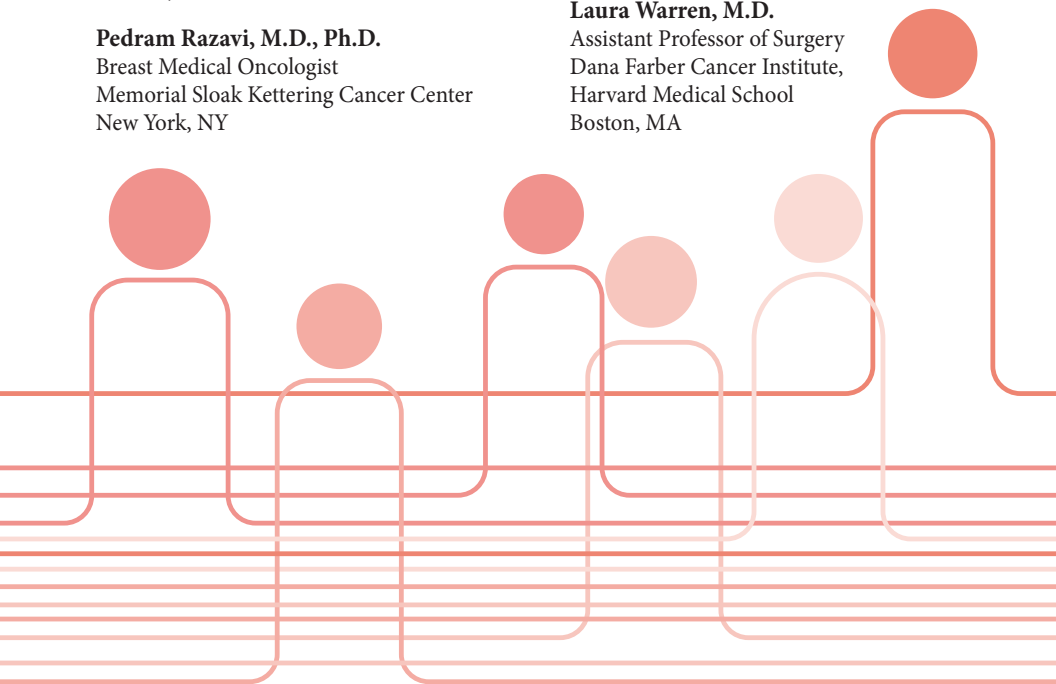 Pedram Razavi, M.D., Ph.D.
Breast Medical Oncologist
Memorial Sloak Kettering Cancer Center
New York, NY
Laura Warren, M.D.
Assistant Professor of Surgery
Dana Farber Cancer Institute,
Harvard Medical School
Boston, MA